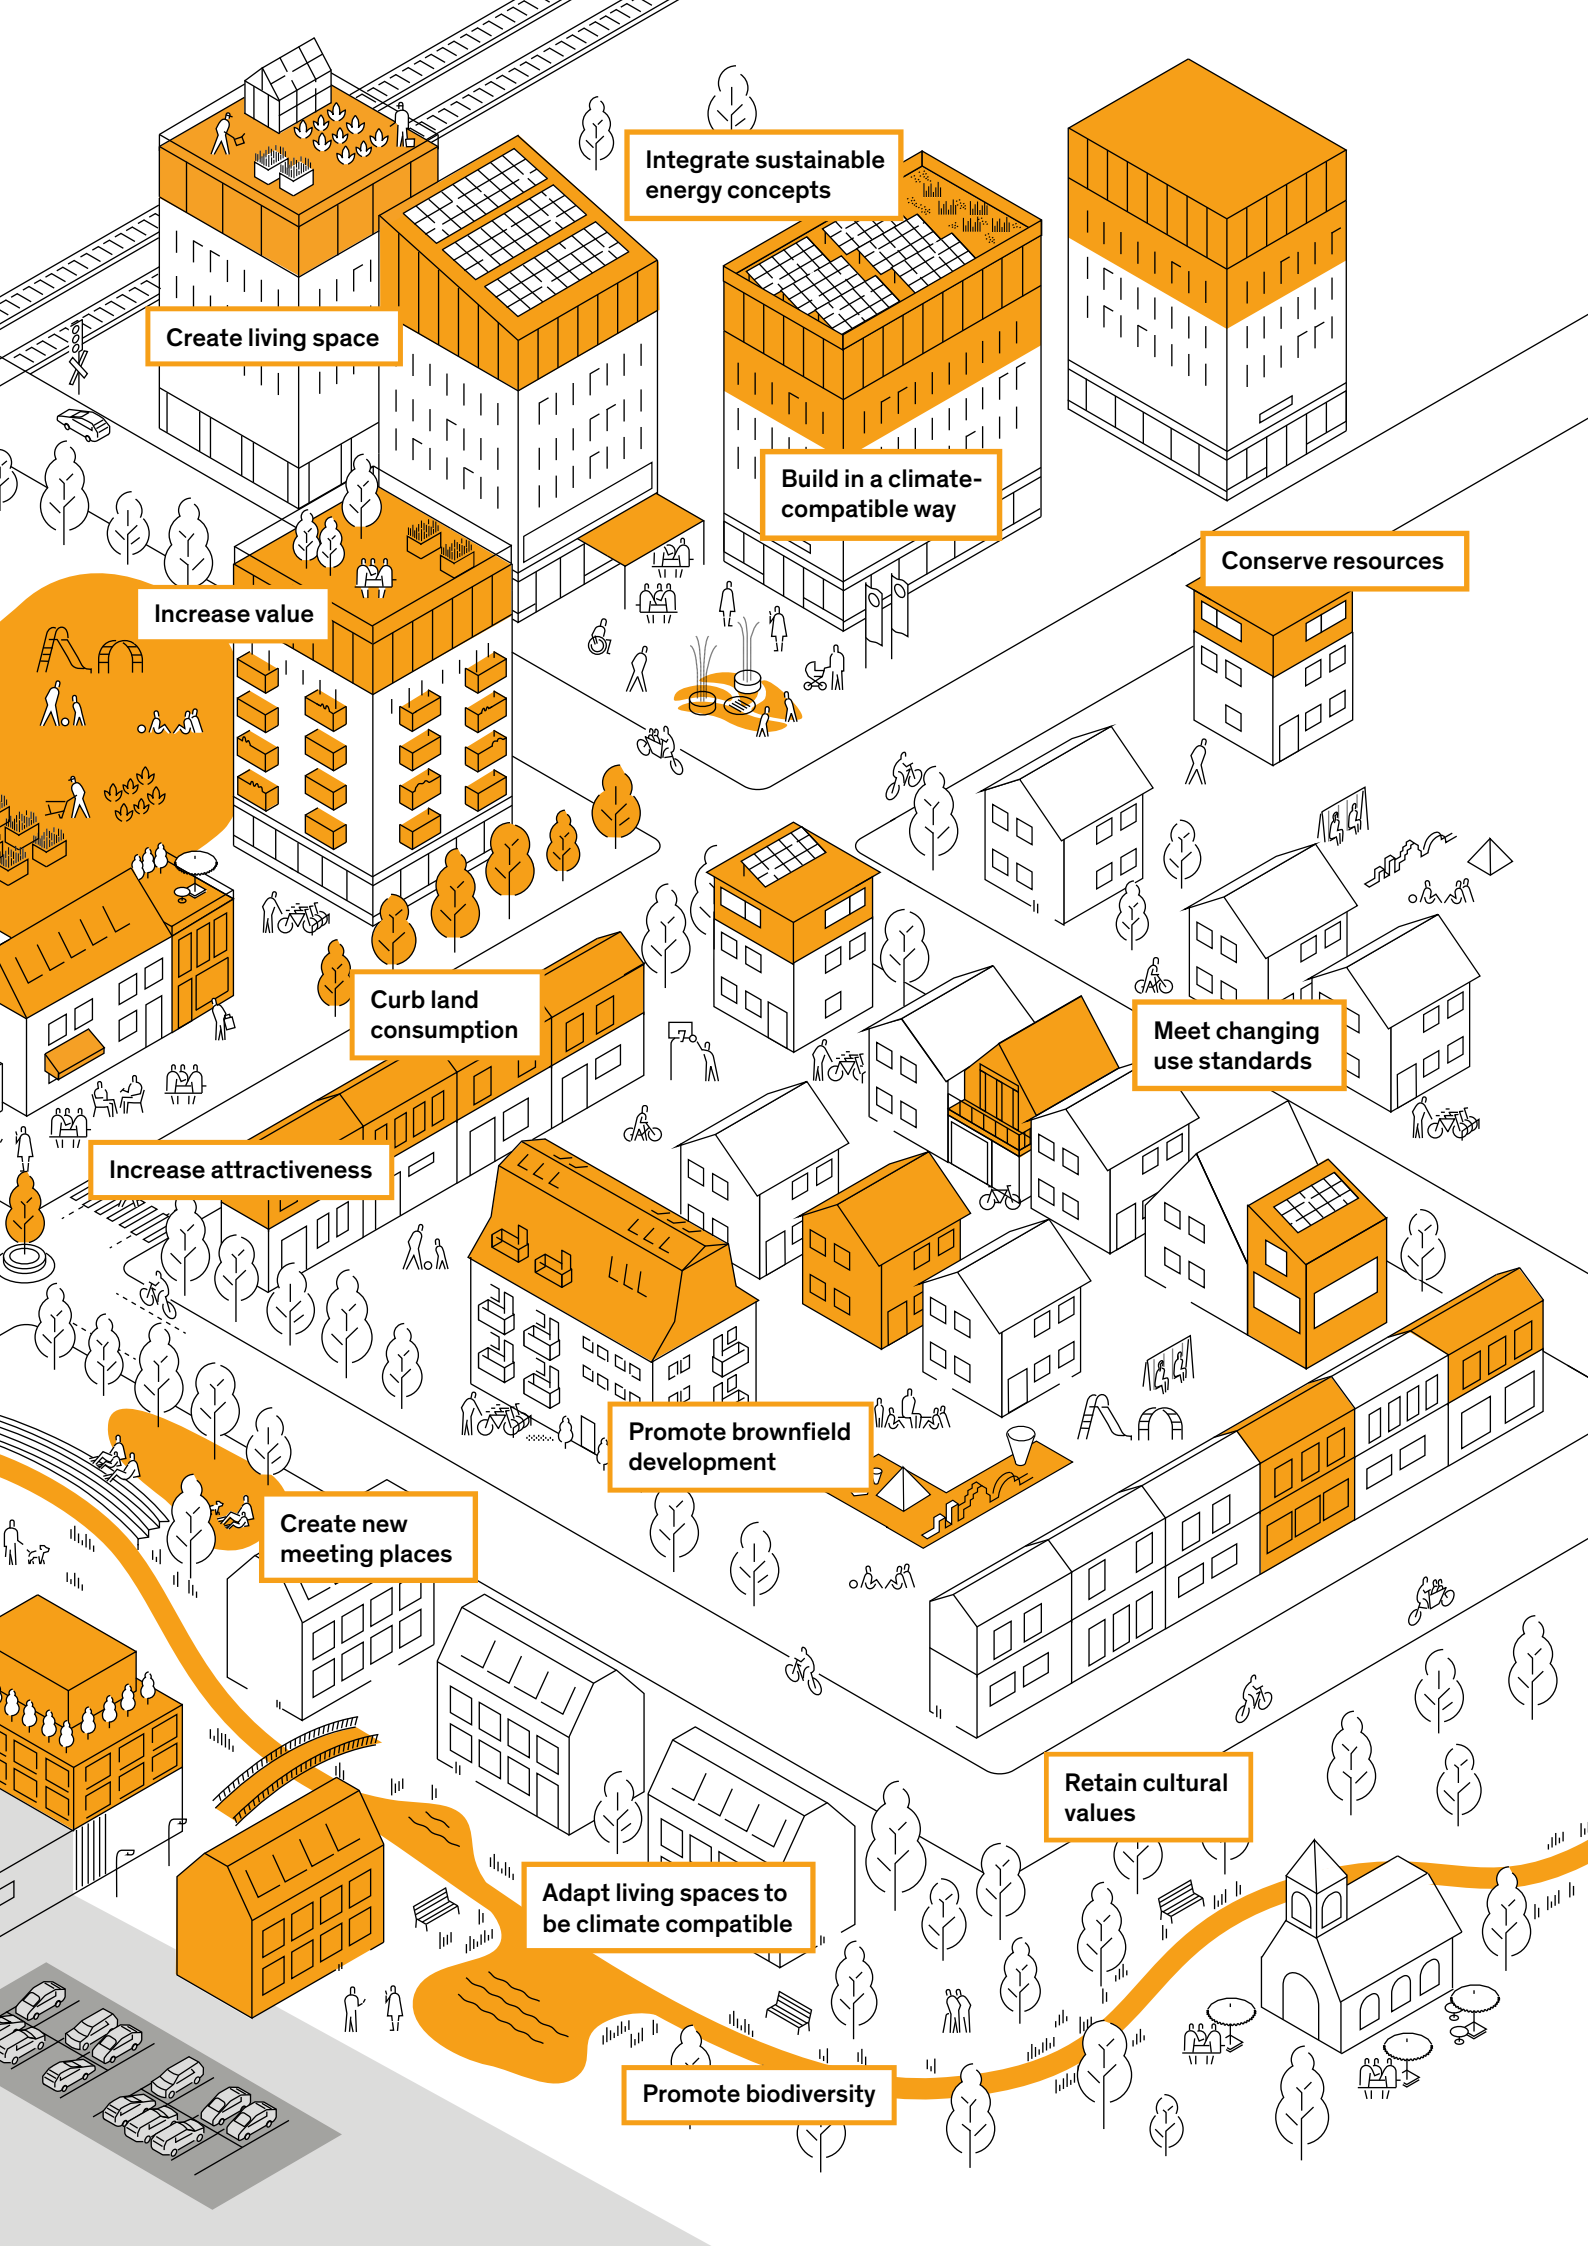 Integrate sustainable
energy concepts
Create living space
Build in a climate-
compatible way
Conserve resources
Increase value
Curb land
consumption
Meet changing
use standards
Increase attractiveness
Promote brownfield
development
Create new
meeting places
Retain cultural
values
Adapt living spaces to
be climate compatible
Promote biodiversity